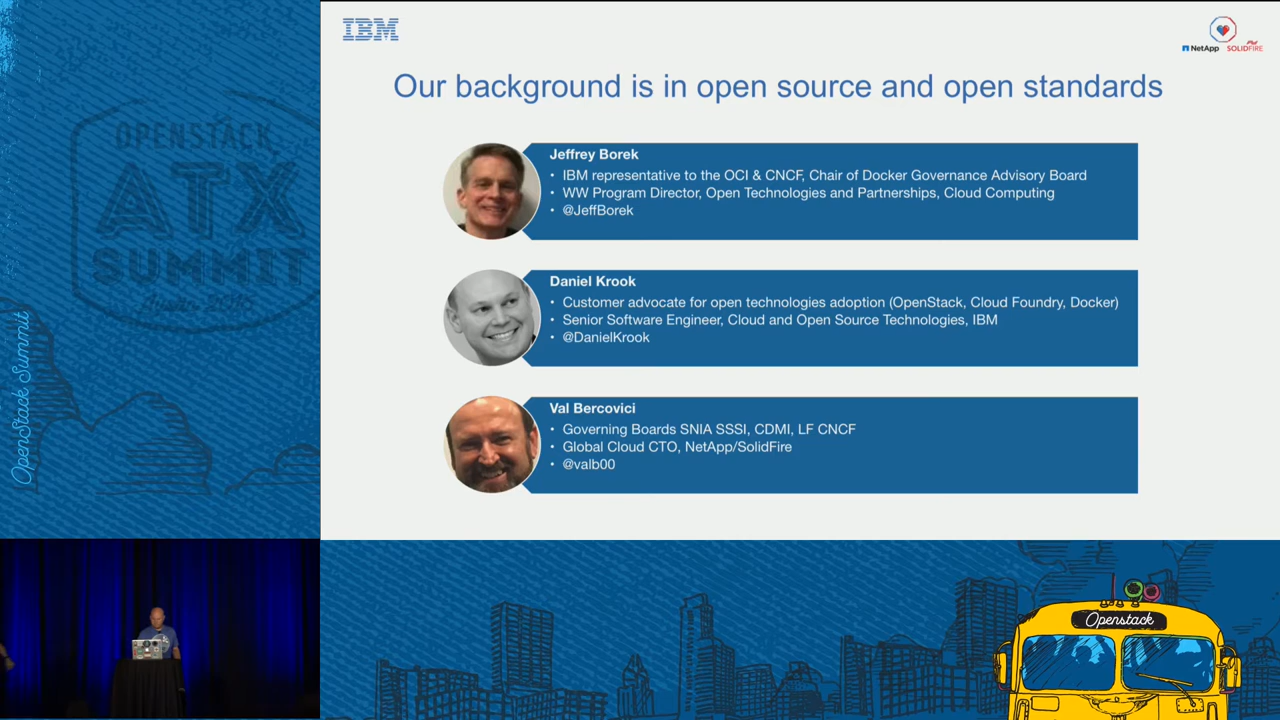 IBM
NetApp
SOLIDFIRE
Our background is in open source and open standards
Jeffrey Borek
• IBM representative to the OCI & CNCF, Chair of Docker Governance Advisory Board
• WW Program Director, Open Technologies and Partnerships, Cloud Computing
• @JeffBorek
Daniel Krook
• Customer advocate for open technologies adoption (OpenStack, Cloud Foundry, Docker)
• Senior Software Engineer, Cloud and Open Source Technologies, IBM
• @DanielKrook
Val Bercovici
• Governing Boards SNIA SSSI, CDMI, LF CNCF
• Global Cloud CTO, NetApp/SolidFire
• @valb00
OPENSTACK
ATX
SUMMIT
OpenStack Summit
Openstack